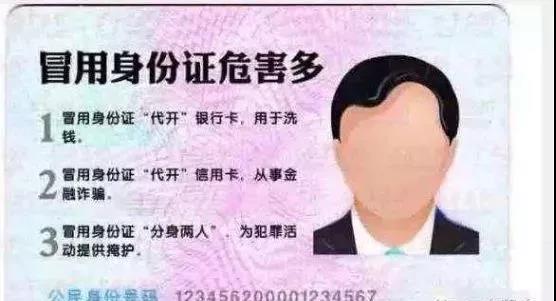 冒用身份证危害多
1 冒用身份证“代开”银行卡，用于洗
钱。
2 冒用身份证“代开”信用卡，从事金
融诈骗。
3 冒用身份证“分身两人”，为犯罪活
动提供掩护。
公民身份号码 123456200001234567